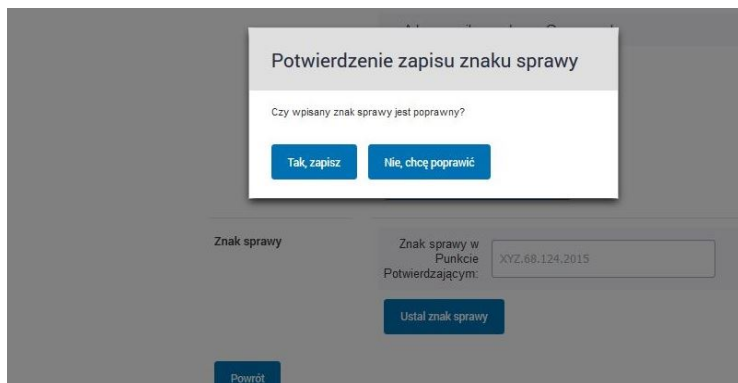 Potwierdzenie zapisu znaku sprawy
Czy wpisany znak sprawy jest poprawny?
Tak, zapisz
Nie, chcę poprawić
Znak sprawy
Znak sprawy w
Punkcie
Potwierdzającym:
XYZ.68.124.2015
Ustal znak sprawy
Powrót